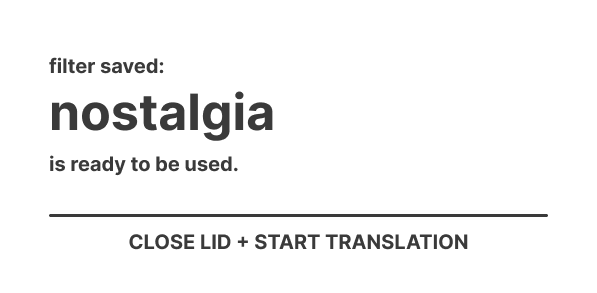 filter saved:
nostalgia
is ready to be used.
CLOSE LID + START TRANSLATION